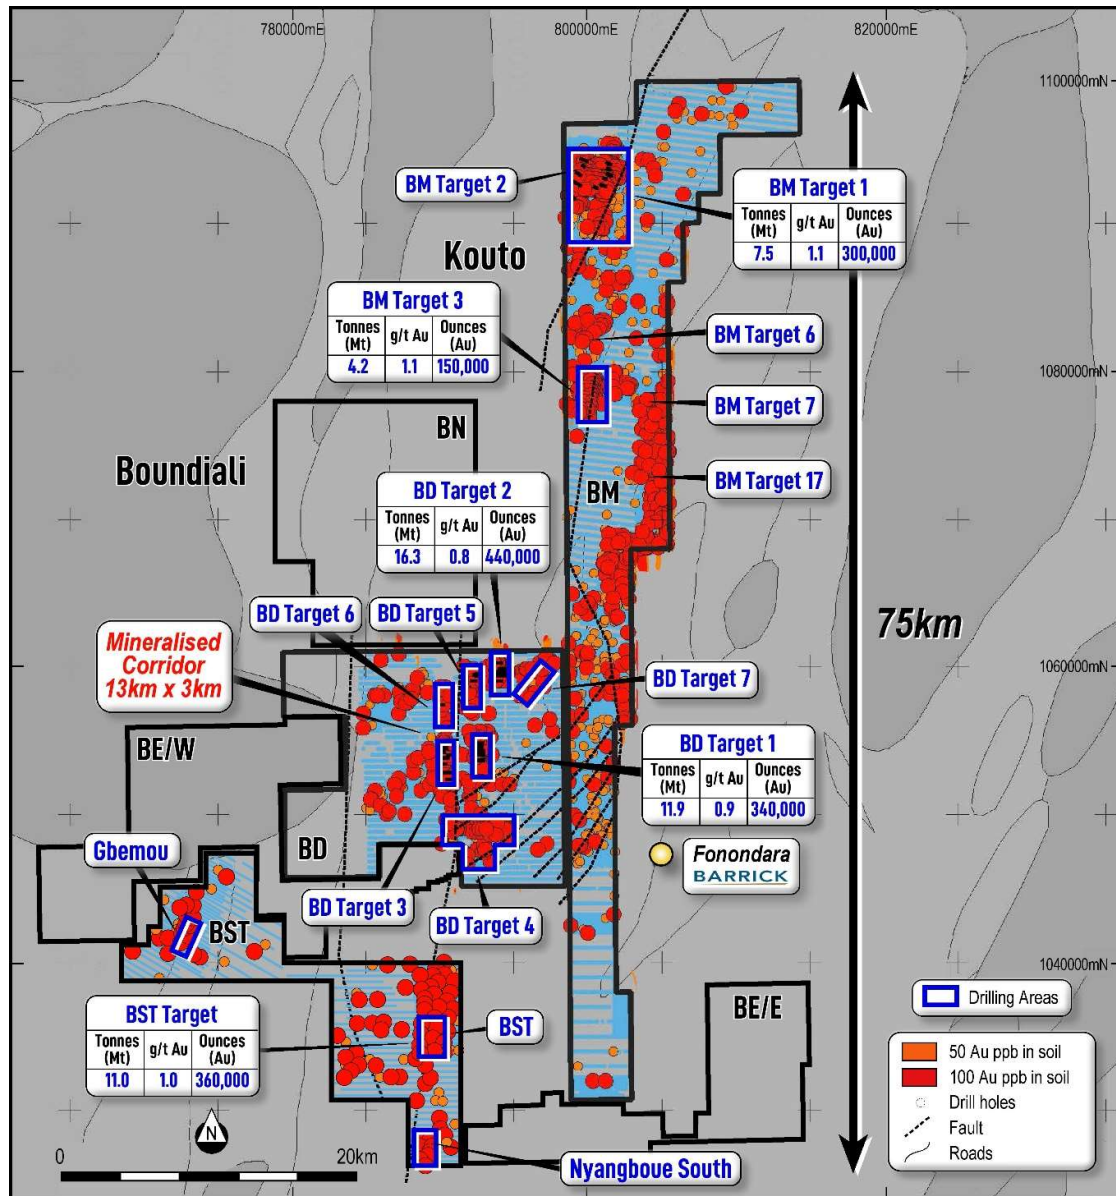 780000mE
800000mE
820000mE
1100000mN
BM Target 2
BM Target 1
Tonnes (Mt) g/t Au Ounces (Au)
7.5 1.1 300,000
Kouto
BM Target 3
Tonnes (Mt) g/t Au Ounces (Au)
4.2 1.1 150,000
BM Target 6
1080000mN
BM Target 7
BN
Boundiali
BM Target 17
BD Target 2
Tonnes (Mt) g/t Au Ounces (Au)
16.3 0.8 440,000
BM
75km
BD Target 6
BD Target 5
Mineralised
Corridor
13km x 3km
1060000mN
BD Target 7
BE/W
BD Target 1
Tonnes (Mt) g/t Au Ounces (Au)
11.9 0.9 340,000
Gbemou
BD
Fonondara
BARRICK
BD Target 3
BD Target 4
BST
1040000mN
BE/E
Drilling Areas
BST Target
Tonnes (Mt) g/t Au Ounces (Au)
11.0 1.0 360,000
BST
50 Au ppb in soil
100 Au ppb in soil
Drill holes
Fault
Roads
N
0 20km
Nyangboue South